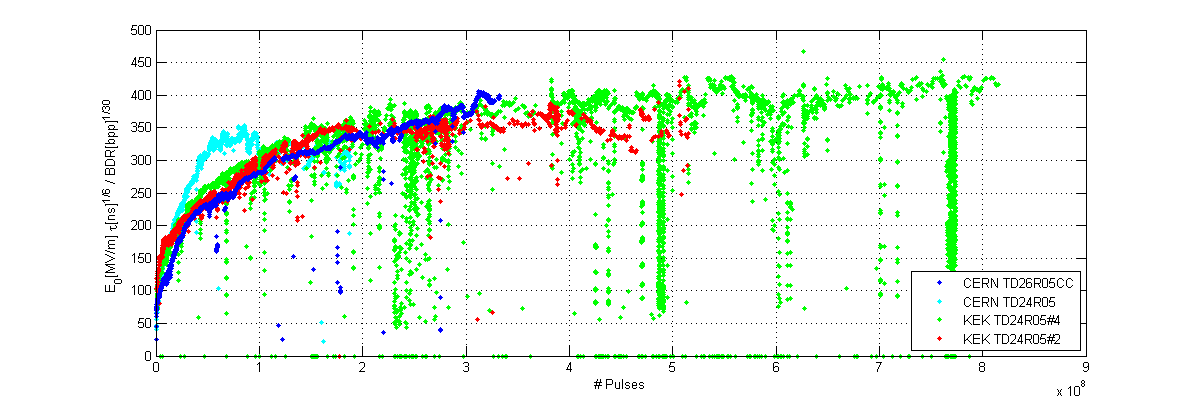 500
450
400
350
300
250
200
150
100
50
0
E0[MV/m] τ[ns]^1/6 / BDR[bpp]^1/30
0 1 2 3 4 5 6 7 8 9
# Pulses
x 10^8
CERN TD26R05CC
CERN TD24R05
KEK TD24R05#4
KEK TD24R05#2